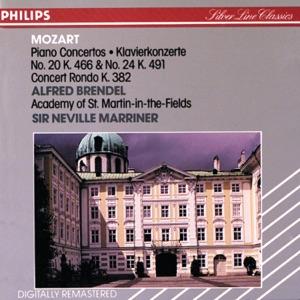 PHILIPS
Silver Line Classics
MOZART
Piano Concertos • Klavierkonzerte
No. 20 K. 466 & No. 24 K. 491
Concert Rondo K. 382
ALFRED BRENDEL
Academy of St. Martin-in-the-Fields
SIR NEVILLE MARRINER
DIGITALLY REMASTERED